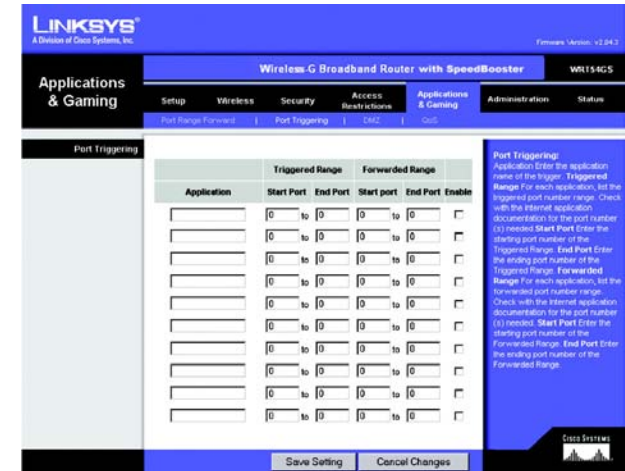 LINKSYS®
A Division of Cisco Systems, Inc.
Firmware Version: v2.04.3
Wireless-G Broadband Router with SpeedBooster
WRT54GS
Applications & Gaming
Setup
Wireless
Security
Access Restrictions
Applications & Gaming
Administration
Status
Port Range Forward | Port Triggering | DMZ | QoS
Port Triggering
Triggered Range Forwarded Range
Application Start Port End Port Start port End Port Enable
0 to 0 0 to 0
0 to 0 0 to 0
0 to 0 0 to 0
0 to 0 0 to 0
0 to 0 0 to 0
0 to 0 0 to 0
0 to 0 0 to 0
0 to 0 0 to 0
0 to 0 0 to 0
0 to 0 0 to 0
Port Triggering:
Application Enter the application
name of the trigger. Triggered
Range For each application, list the
triggered port number range. Check
with the Internet application
documentation for the port number
(s) needed.Start Port Enter the
starting port number of the
Triggered Range. End Port Enter
the ending port number of the
Triggered Range. Forwarded
Range For each application, list the
forwarded port number range.
Check with the Internet application
documentation for the port number
(s) needed. Start Port Enter the
starting port number of the
Forwarded Range. End Port Enter
the ending port number of the
Forwarded Range.
Save Setting
Cancel Changes
CISCO SYSTEMS